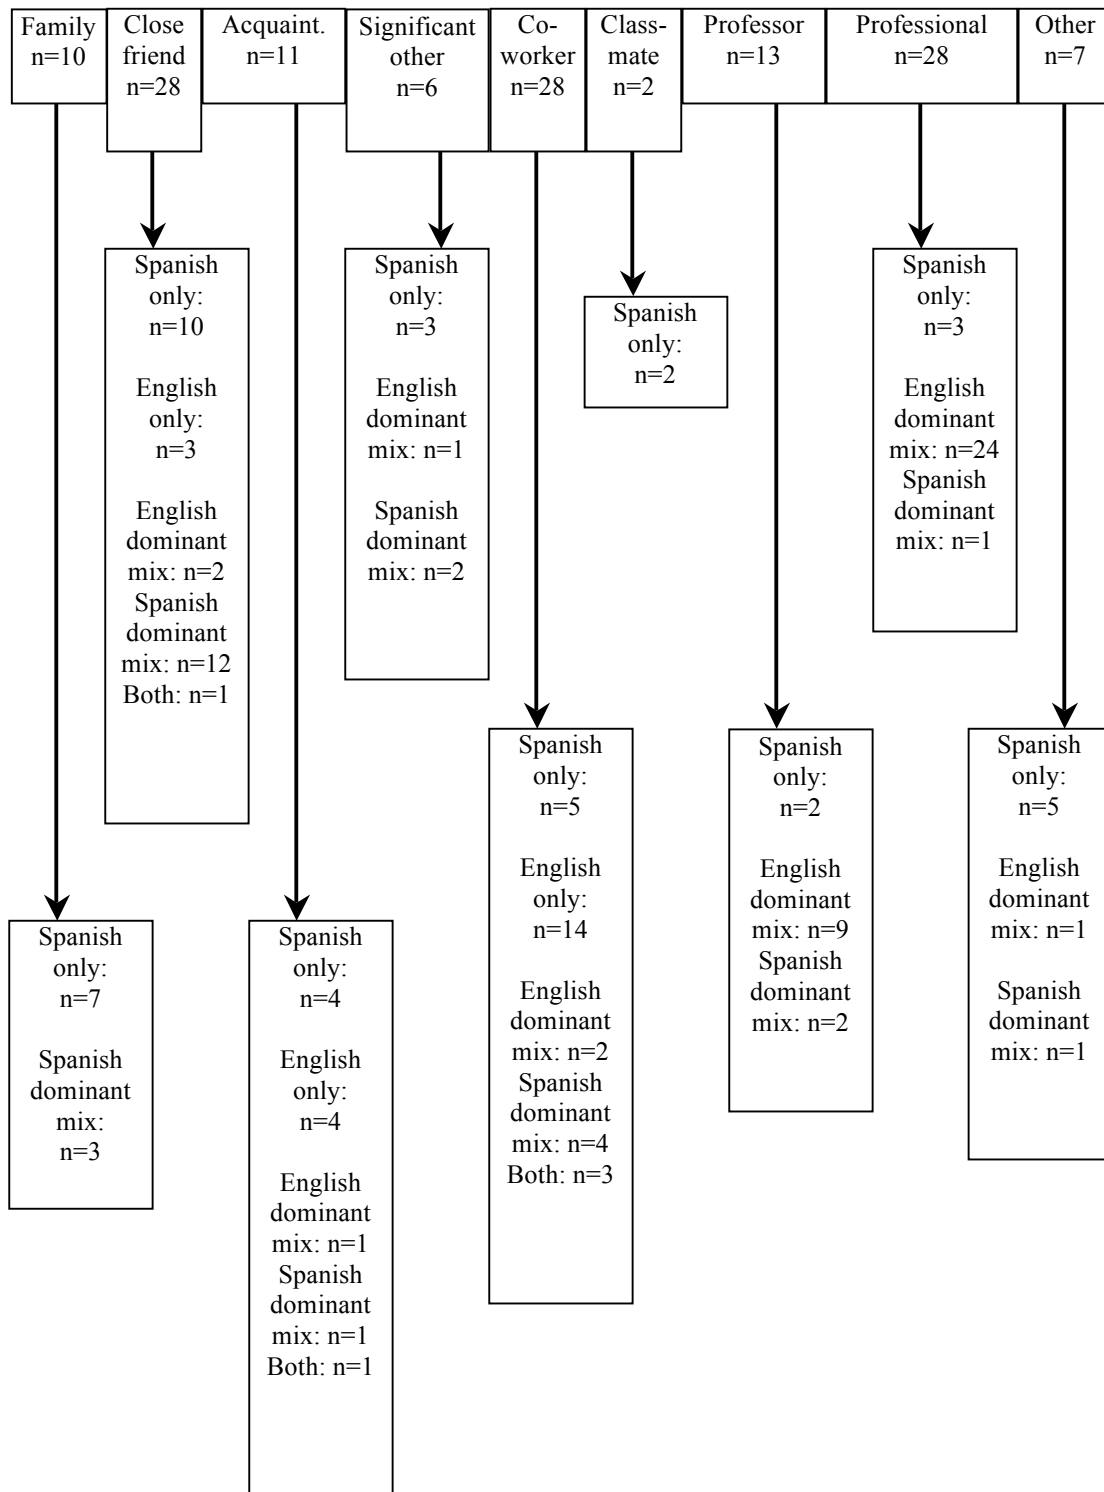 Family
n=10
Close
friend
n=28
Acquaint.
n=11
Significant
other
n=6
Co-
worker
n=28
Class-
mate
n=2
Professor
n=13
Professional
n=28
Other
n=7
Spanish
only:
n=10
English
only:
n=3
English
dominant
mix: n=2
Spanish
dominant
mix: n=12
Both: n=1
Spanish
only:
n=3
English
dominant
mix: n=1
Spanish
dominant
mix: n=2
Spanish
only:
n=2
Spanish
only:
n=3
English
dominant
mix: n=24
Spanish
dominant
mix: n=1
Spanish
only:
n=5
English
only:
n=14
English
dominant
mix: n=2
Spanish
dominant
mix: n=4
Both: n=3
Spanish
only:
n=2
English
dominant
mix: n=9
Spanish
dominant
mix: n=2
Spanish
only:
n=5
English
dominant
mix: n=1
Spanish
dominant
mix: n=1
Spanish
only:
n=7
Spanish
dominant
mix:
n=3
Spanish
only:
n=4
English
only:
n=4
English
dominant
mix: n=1
Spanish
dominant
mix: n=1
Both: n=1